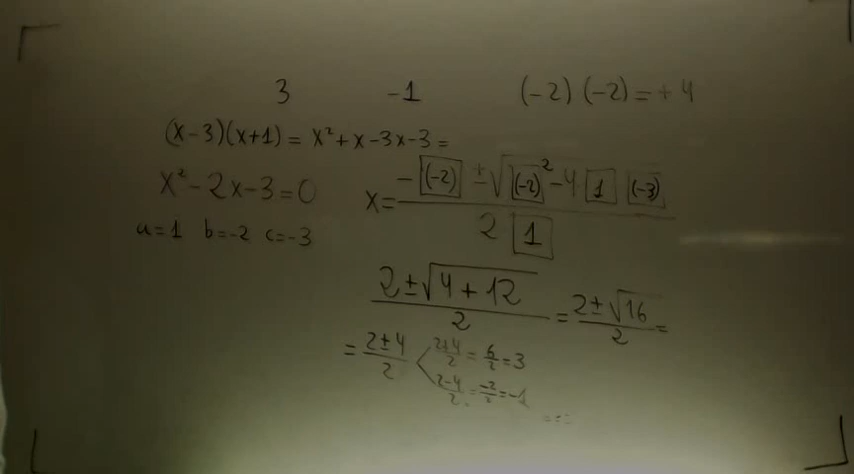 3 -1 (-2) (-2) = + 4
(x-3)(x+1) = x²+x-3x-3 =
x²-2x-3=0
a=1 b=-2 c=-3
x = (-(-2) ± √((-2)²-4 1 (-3))) / (2 1)
(2 ± √(4+12)) / 2 = (2 ± √16) / 2 =
= (2±4)/2
(2+4)/2 = 6/2 = 3
(2-4)/2 = -2/2 = -1